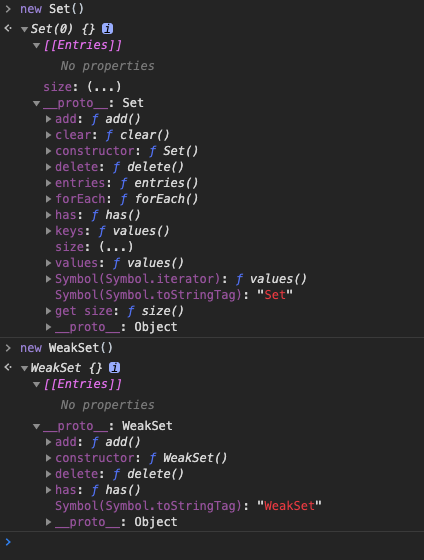 new Set()
Set(0) {} i
[[Entries]]
No properties
size: (...)
__proto__: Set
add: ƒ add()
clear: ƒ clear()
constructor: ƒ Set()
delete: ƒ delete()
entries: ƒ entries()
forEach: ƒ forEach()
has: ƒ has()
keys: ƒ values()
size: (...)
values: ƒ values()
Symbol(Symbol.iterator): ƒ values()
Symbol(Symbol.toStringTag): "Set"
get size: ƒ size()
__proto__: Object
new WeakSet()
WeakSet {} i
[[Entries]]
No properties
__proto__: WeakSet
add: ƒ add()
constructor: ƒ WeakSet()
delete: ƒ delete()
has: ƒ has()
Symbol(Symbol.toStringTag): "WeakSet"
__proto__: Object